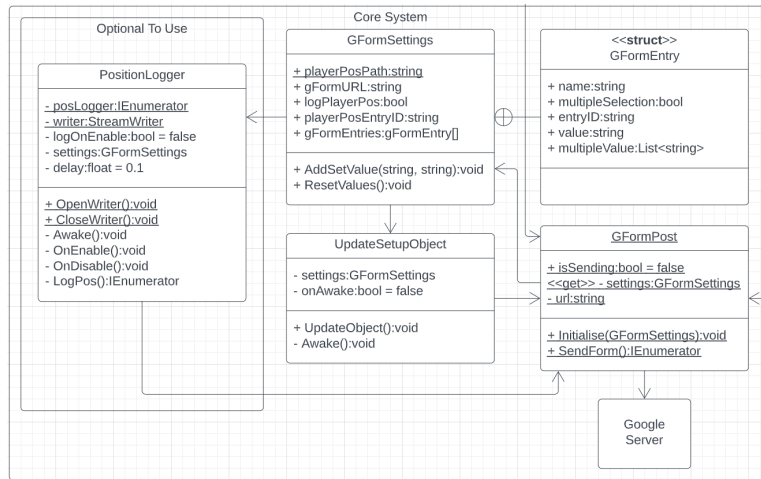 Core System
Optional To Use
PositionLogger
- posLogger:IEnumerator
- writer:StreamWriter
- logOnEnable:bool = false
- settings:GFormSettings
- delay:float = 0.1
+ OpenWriter():void
+ CloseWriter():void
- Awake():void
- OnEnable():void
- OnDisable():void
- LogPos():IEnumerator
GFormSettings
+ playerPosPath:string
+ gFormURL:string
+ logPlayerPos:bool
+ playerPosEntryID:string
+ gFormEntries:gFormEntry[]
+ AddSetValue(string, string):void
+ ResetValues():void
<<struct>>
GFormEntry
+ name:string
+ multipleSelection:bool
+ entryID:string
+ value:string
+ multipleValue:List<string>
UpdateSetupObject
- settings:GFormSettings
- onAwake:bool = false
+ UpdateObject():void
- Awake():void
GFormPost
+ isSending:bool = false
<<get>> - settings:GFormSettings
- url:string
+ Initialise(GFormSettings):void
+ SendForm():IEnumerator
Google
Server